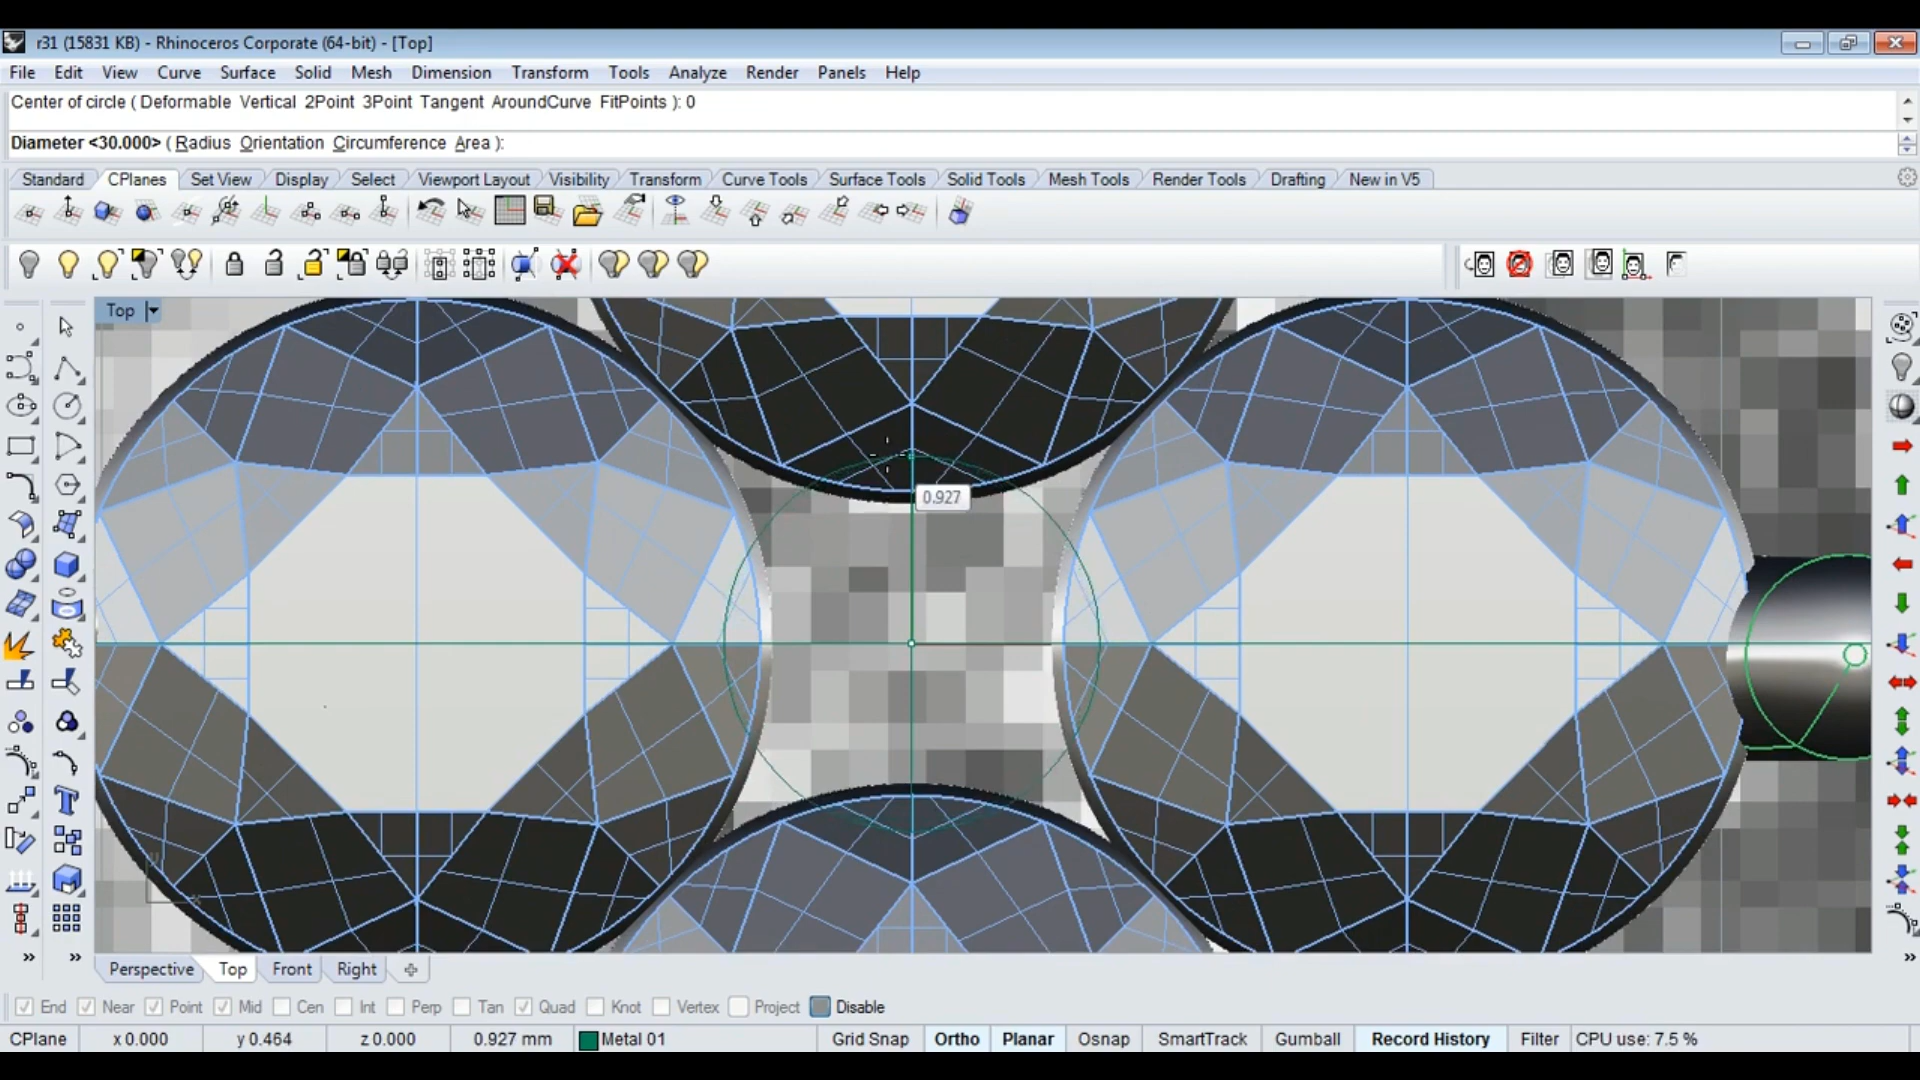 r31 (15831 KB) - Rhinoceros Corporate (64-bit) - [Top]
File Edit View Curve Surface Solid Mesh Dimension Transform Tools Analyze Render Panels Help
Center of circle ( Deformable Vertical 2Point 3Point Tangent AroundCurve FitPoints ): 0
Diameter <30.000> ( Radius Orientation Circumference Area ):
Standard CPlanes Set View Display Select Viewport Layout Visibility Transform Curve Tools Surface Tools Solid Tools Mesh Tools Render Tools Drafting New in V5
Top
0.927
Perspective Top Front Right
End Near Point Mid Cen Int Perp Tan Quad Knot Vertex Project Disable
CPlane x 0.000 y 0.464 z 0.000 0.927 mm Metal 01 Grid Snap Ortho Planar Osnap SmartTrack Gumball Record History Filter CPU use: 7.5 %